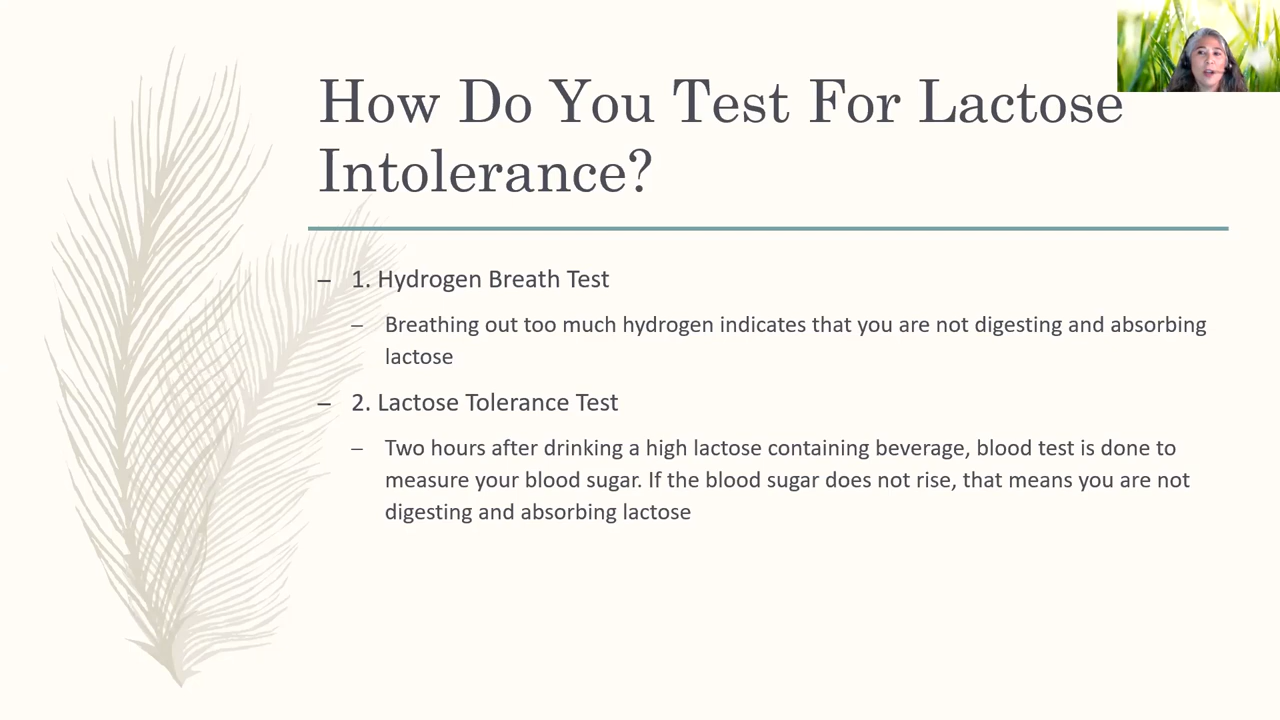 How Do You Test For Lactose
Intolerance?
– 1. Hydrogen Breath Test
– Breathing out too much hydrogen indicates that you are not digesting and absorbing
lactose
– 2. Lactose Tolerance Test
– Two hours after drinking a high lactose containing beverage, blood test is done to
measure your blood sugar. If the blood sugar does not rise, that means you are not
digesting and absorbing lactose